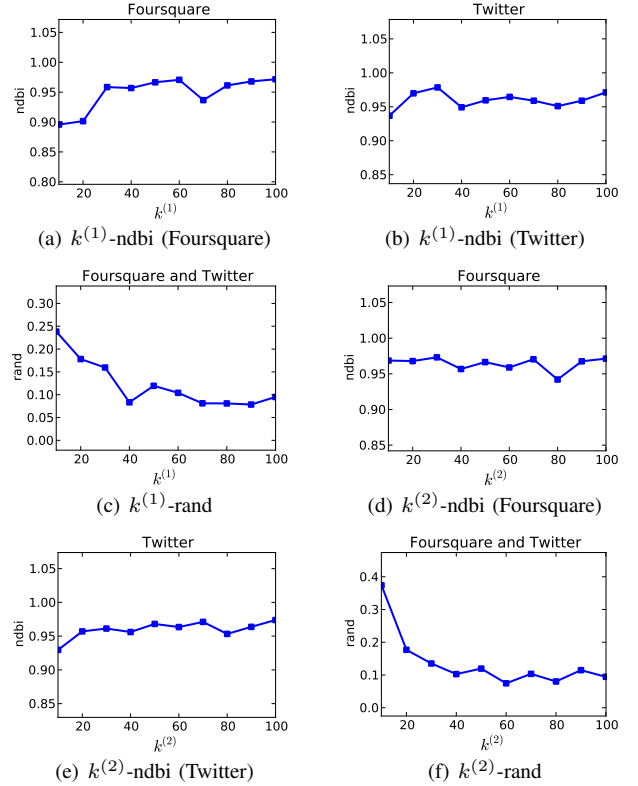 Foursquare
1.05
1.00
0.95
0.90
0.85
0.80
ndbi
20 40 60 80 100
k^(1)
(a) k^(1)-ndbi (Foursquare)
Twitter
1.05
1.00
0.95
0.90
0.85
ndbi
20 40 60 80 100
k^(1)
(b) k^(1)-ndbi (Twitter)
Foursquare and Twitter
0.30
0.25
0.20
0.15
0.10
0.05
0.00
rand
20 40 60 80 100
k^(1)
(c) k^(1)-rand
Foursquare
1.05
1.00
0.95
0.90
0.85
ndbi
20 40 60 80 100
k^(2)
(d) k^(2)-ndbi (Foursquare)
Twitter
1.05
1.00
0.95
0.90
0.85
ndbi
20 40 60 80 100
k^(2)
(e) k^(2)-ndbi (Twitter)
Foursquare and Twitter
0.4
0.3
0.2
0.1
0.0
rand
20 40 60 80 100
k^(2)
(f) k^(2)-rand